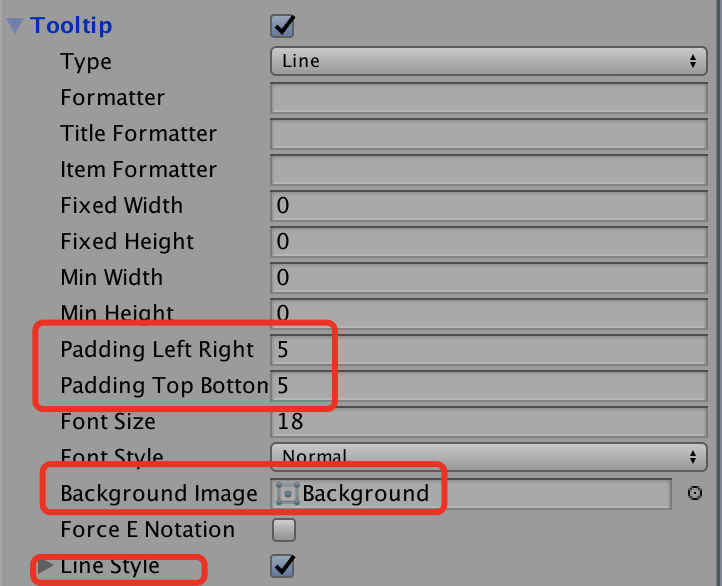 Tooltip
Type Line
Formatter
Title Formatter
Item Formatter
Fixed Width 0
Fixed Height 0
Min Width 0
Min Height 0
Padding Left Right 5
Padding Top Bottom 5
Font Size 18
Font Style Normal
Background Image Background
Force E Notation
Line Style